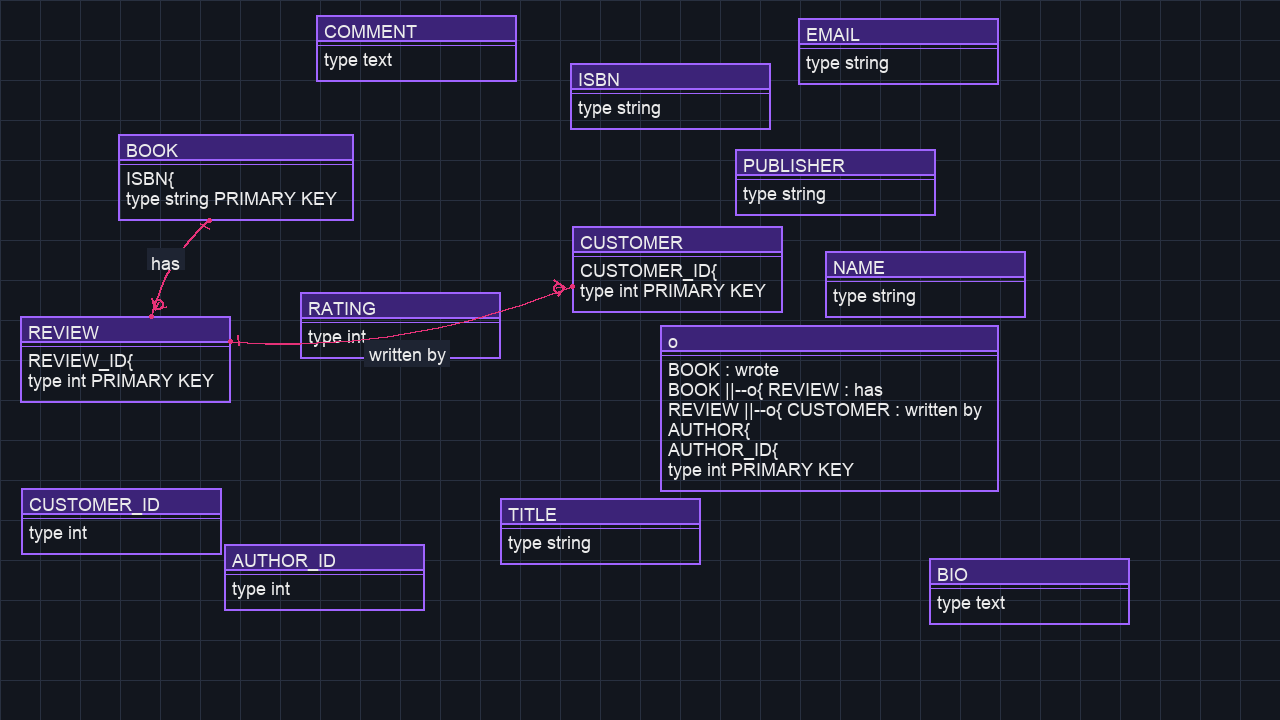 COMMENT
type text
EMAIL
type string
ISBN
type string
BOOK
ISBN{
type string PRIMARY KEY
PUBLISHER
type string
CUSTOMER
CUSTOMER_ID{
type int PRIMARY KEY
has
NAME
type string
RATING
type int
written by
REVIEW
REVIEW_ID{
type int PRIMARY KEY
o
BOOK : wrote
BOOK ||--o{ REVIEW : has
REVIEW ||--o{ CUSTOMER : written by
AUTHOR{
AUTHOR_ID{
type int PRIMARY KEY
CUSTOMER_ID
type int
TITLE
type string
AUTHOR_ID
type int
BIO
type text